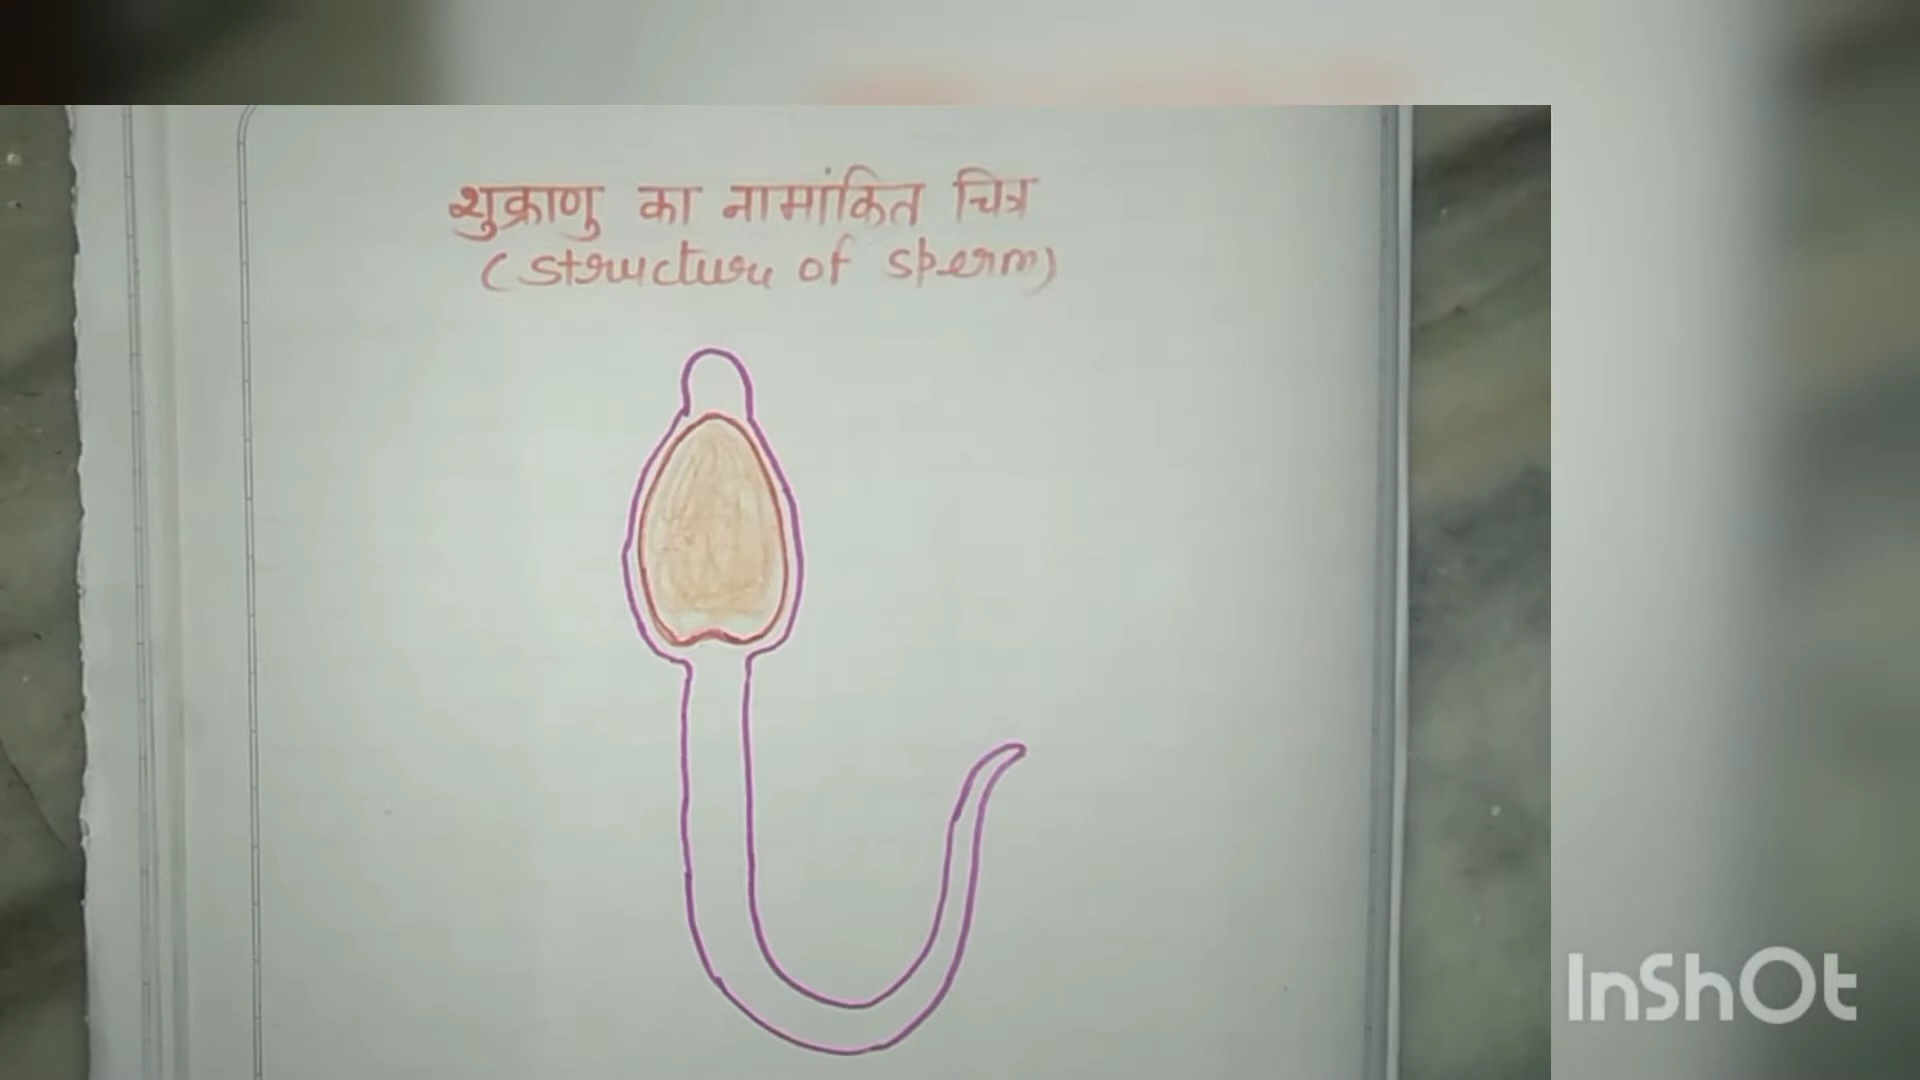 शुक्राणु का नामांकित चित्र
(structure of sperm)
InShOt